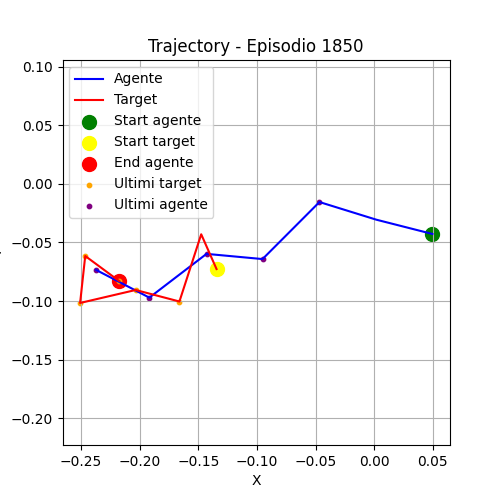 Trajectory - Episodio 1850
0.10
0.05
0.00
−0.05
−0.10
−0.15
−0.20
Agente
Target
Start agente
Start target
End agente
Ultimi target
Ultimi agente
−0.25
−0.20
−0.15
−0.10
−0.05
0.00
0.05
X